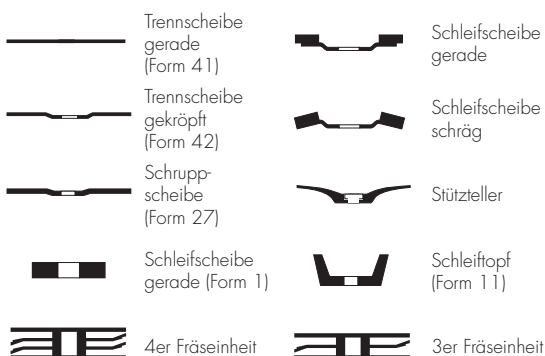 Trennscheibe
gerade
(Form 41)
Trennscheibe
gekröpft
(Form 42)
Schrupp-
scheibe
(Form 27)
Schleifscheibe
gerade (Form 1)
4er Fräseinheit
Schleifscheibe
gerade
Schleifscheibe
schräg
Stützteller
Schleiftopf
(Form 11)
3er Fräseinheit